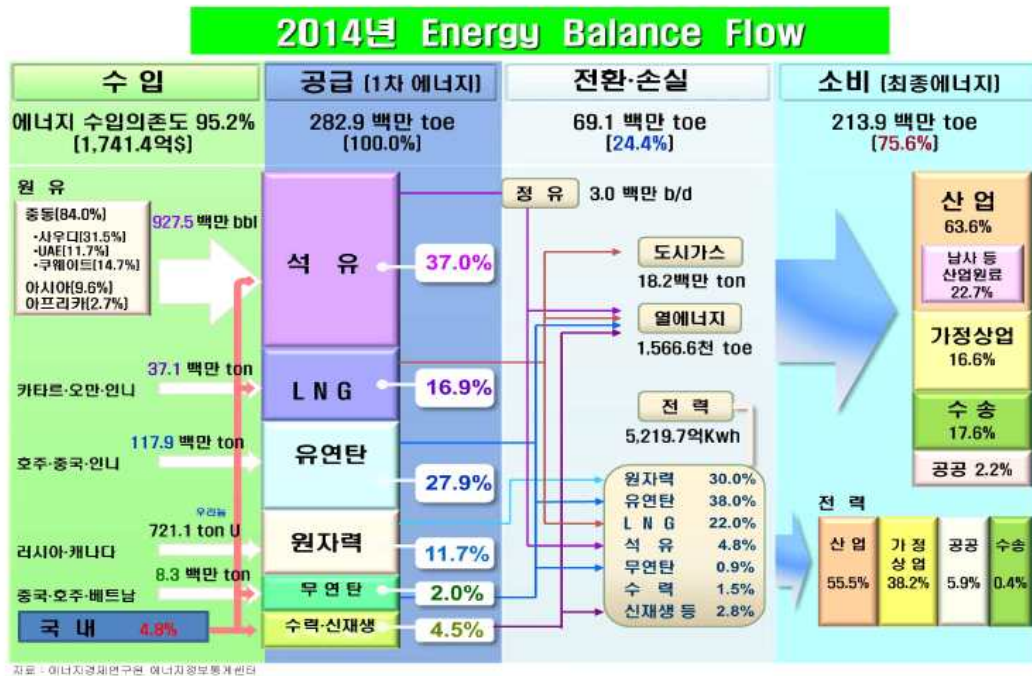 2014년 Energy Balance Flow
수 입
에너지 수입의존도 95.2%
[1,741.4억$]
원 유
중동(84.0%)
•사우디(31.5%)
•UAE(11.7%)
•쿠웨이트(14.7%)
아시아(9.6%)
아프리카(2.7%)
927.5 백만 bbl
37.1 백만 ton
카타르·오만·인니
117.9 백만 ton
호주·중국·인니
우라늄
721.1 ton U
러시아·캐나다
8.3 백만 ton
중국·호주·베트남
국 내 4.8%
공급 (1차 에너지)
282.9 백만 toe
[100.0%]
석 유 37.0%
L N G 16.9%
유연탄 27.9%
원자력 11.7%
무연탄 2.0%
수력·신재생 4.5%
전환·손실
69.1 백만 toe
[24.4%]
정 유 3.0 백만 b/d
도시가스
18.2백만 ton
열에너지
1,566.6천 toe
전 력
5,219.7억Kwh
원자력 30.0%
유연탄 38.0%
L N G 22.0%
석 유 4.8%
무연탄 0.9%
수 력 1.5%
신재생 등 2.8%
소비 (최종에너지)
213.9 백만 toe
[75.6%]
산 업
63.6%
납사 등
산업원료
22.7%
가정상업
16.6%
수 송
17.6%
공공 2.2%
전 력
산 업
55.5%
가 정
상 업
38.2%
공공
5.9%
수송
0.4%
자료 : 에너지경제연구원 에너지정보통계센터